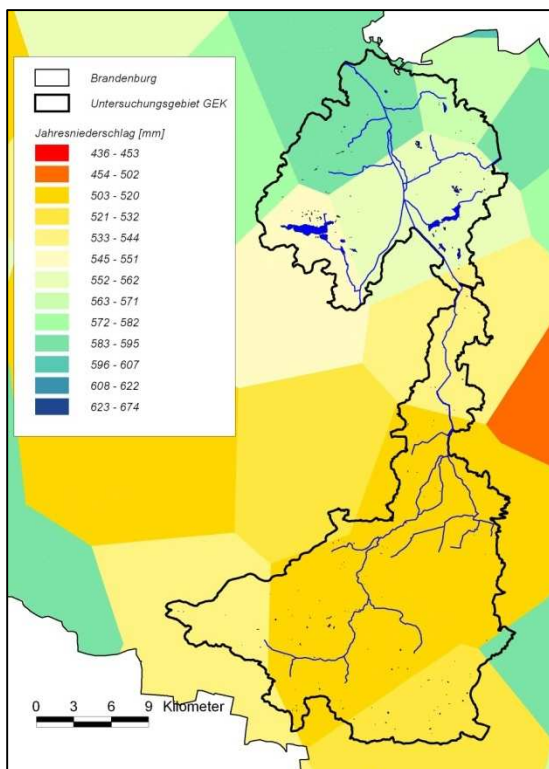 Brandenburg
Untersuchungsgebiet GEK
Jahresniederschlag [mm]
436 - 453
454 - 502
503 - 520
521 - 532
533 - 544
545 - 551
552 - 562
563 - 571
572 - 582
583 - 595
596 - 607
608 - 622
623 - 674
0 3 6 9 Kilometer